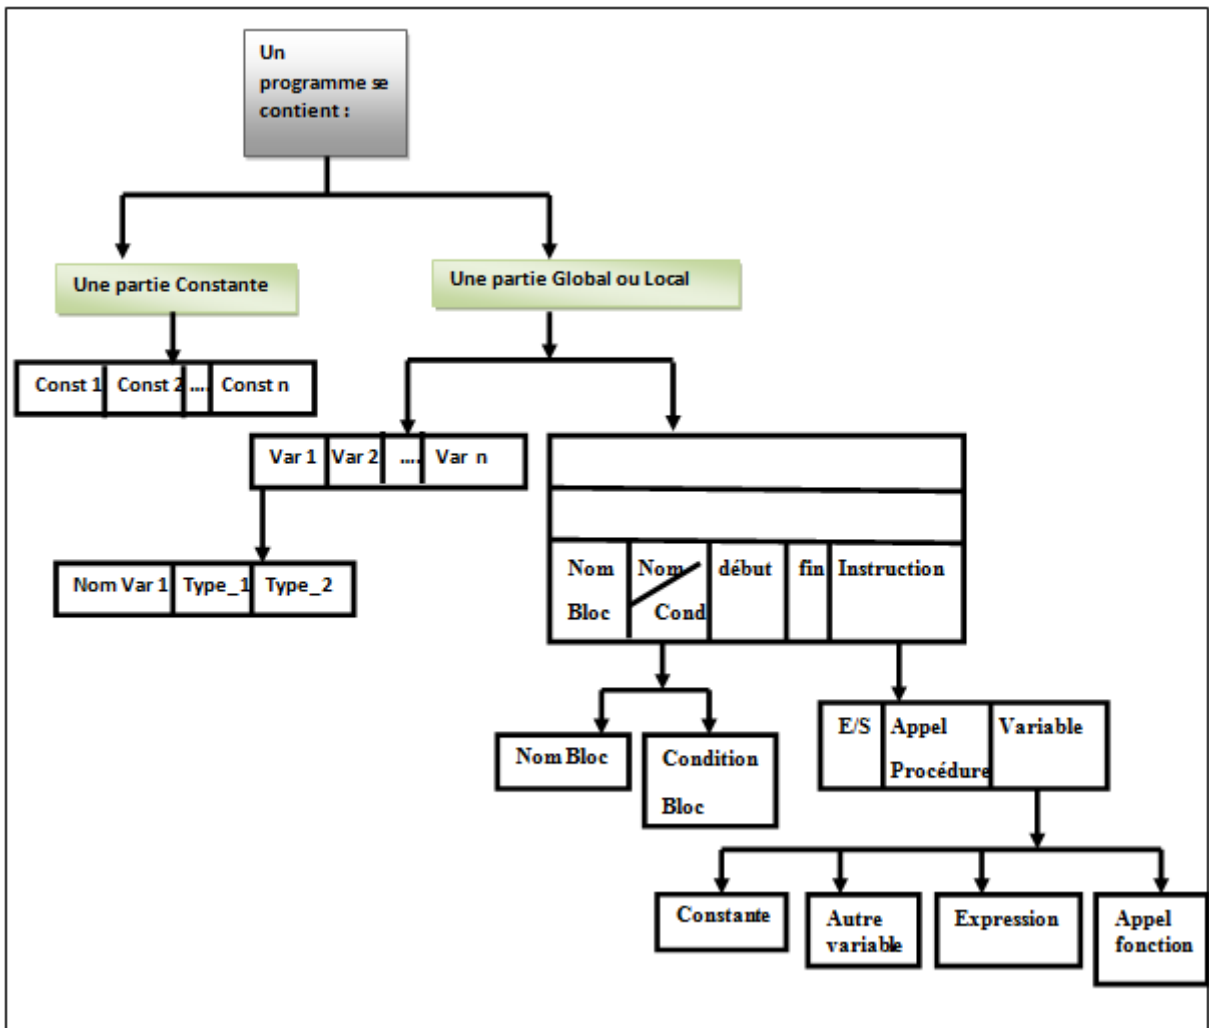 Un
programme se
contient :
Une partie Constante
Une partie Global ou Local
Const 1 Const 2 .... Const n
Var 1 Var 2 .... Var n
Nom Var 1 Type_1 Type_2
Nom Nom début fin Instruction
Bloc Cond
E/S Appel Variable
Procédure
Nom Bloc Condition
Bloc
Constante Autre Expression Appel
variable fonction